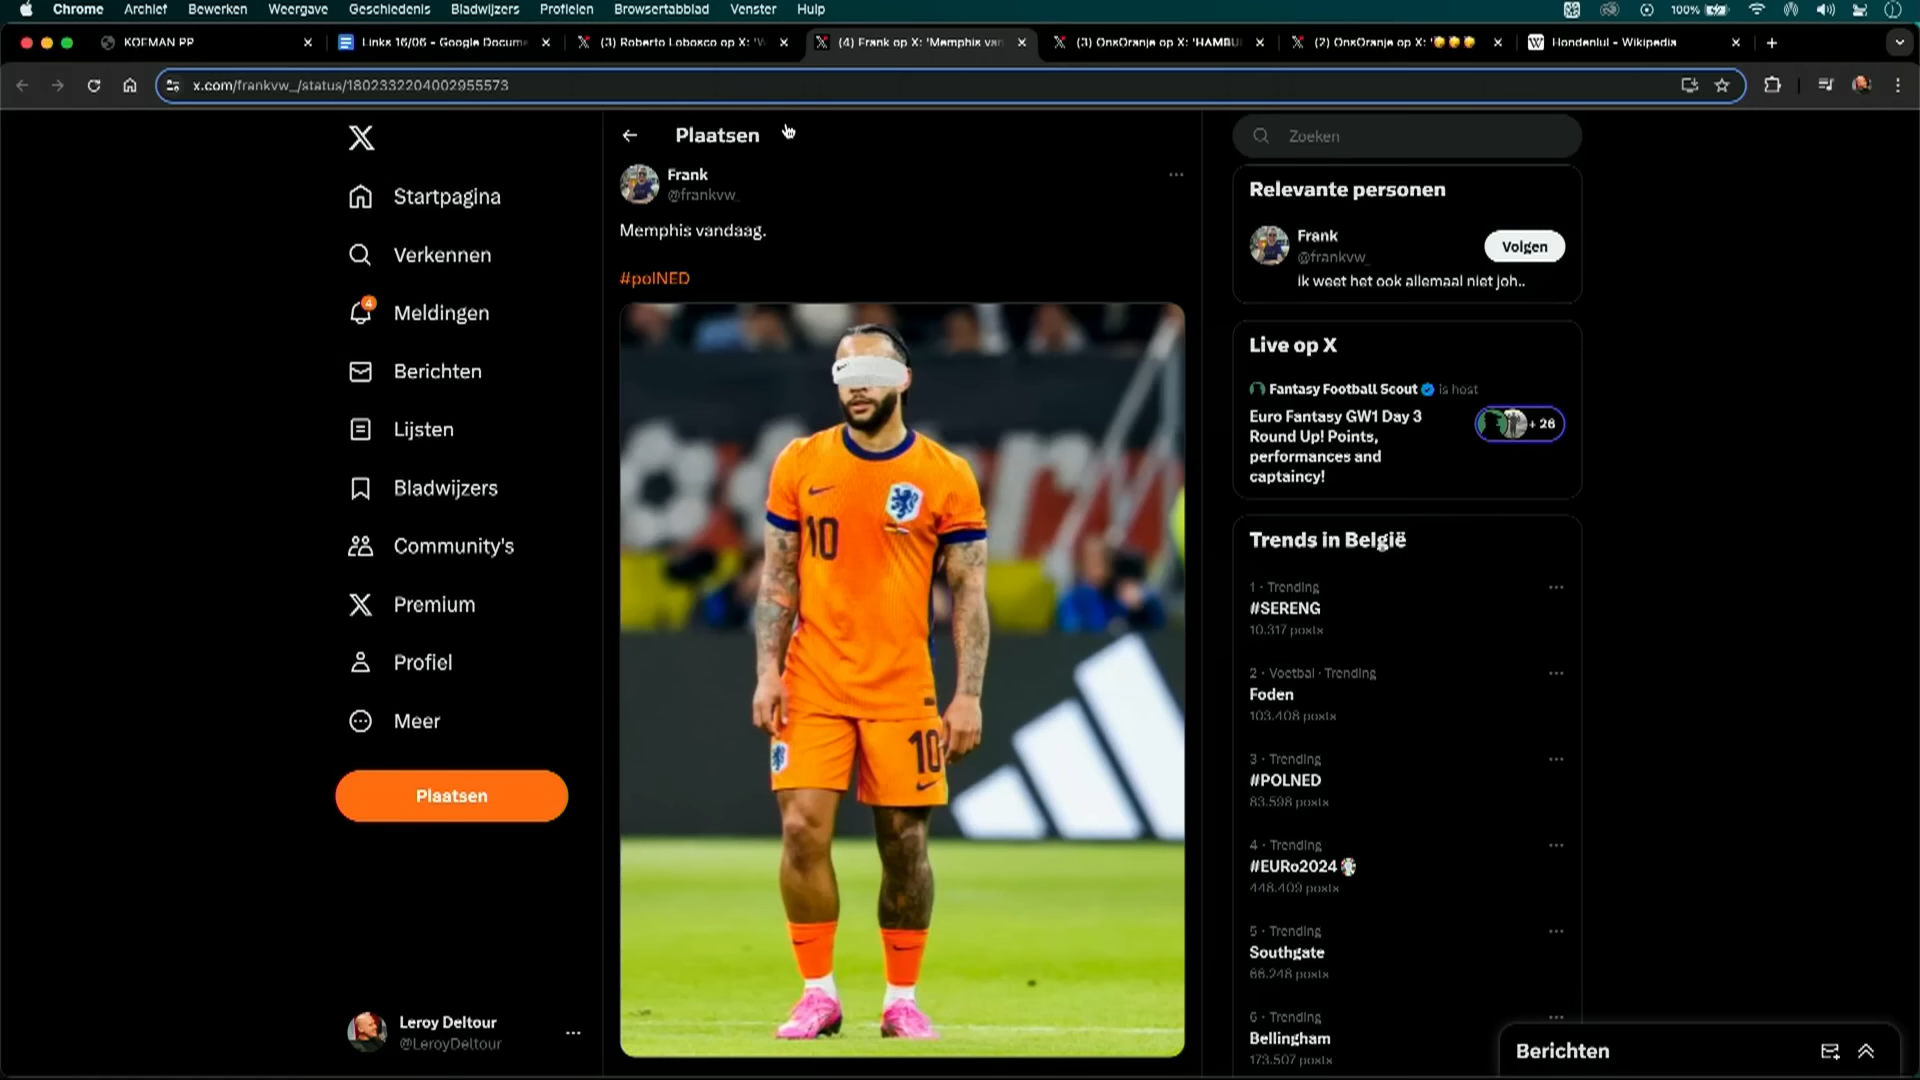 Chrome Archief Bewerken Weergave Geschiedenis Bladwijzers Profielen Browsertabblad Venster Hulp 100%
KOEMAN PP
Links 16/06 - Google Docume
(3) Roberto Lobosco op X: 'W
(4) Frank op X: 'Memphis van
(3) OnsOranje op X: 'HAMBU
(2) OnsOranje op X: '
Hondenlul - Wikipedia
x.com/frankvw_/status/1802332204002955573
Startpagina
Verkennen
4
Meldingen
Berichten
Lijsten
Bladwijzers
Community's
Premium
Profiel
Meer
Plaatsen
Leroy Deltour
@LeroyDeltour
Plaatsen
Frank
@frankvw_
Memphis vandaag.
#polNED
10
10
Zoeken
Relevante personen
Frank
@frankvw_
Volgen
ik weet het ook allemaal niet joh..
Live op X
Fantasy Football Scout is host
Euro Fantasy GW1 Day 3
Round Up! Points,
performances and
captaincy!
+ 26
Trends in België
1 · Trending
#SERENG
10.317 posts
2 · Voetbal · Trending
Foden
103.408 posts
3 · Trending
#POLNED
83.598 posts
4 · Trending
#EURo2024
448.409 posts
5 · Trending
Southgate
66.248 posts
6 · Trending
Bellingham
173.507 posts
Berichten